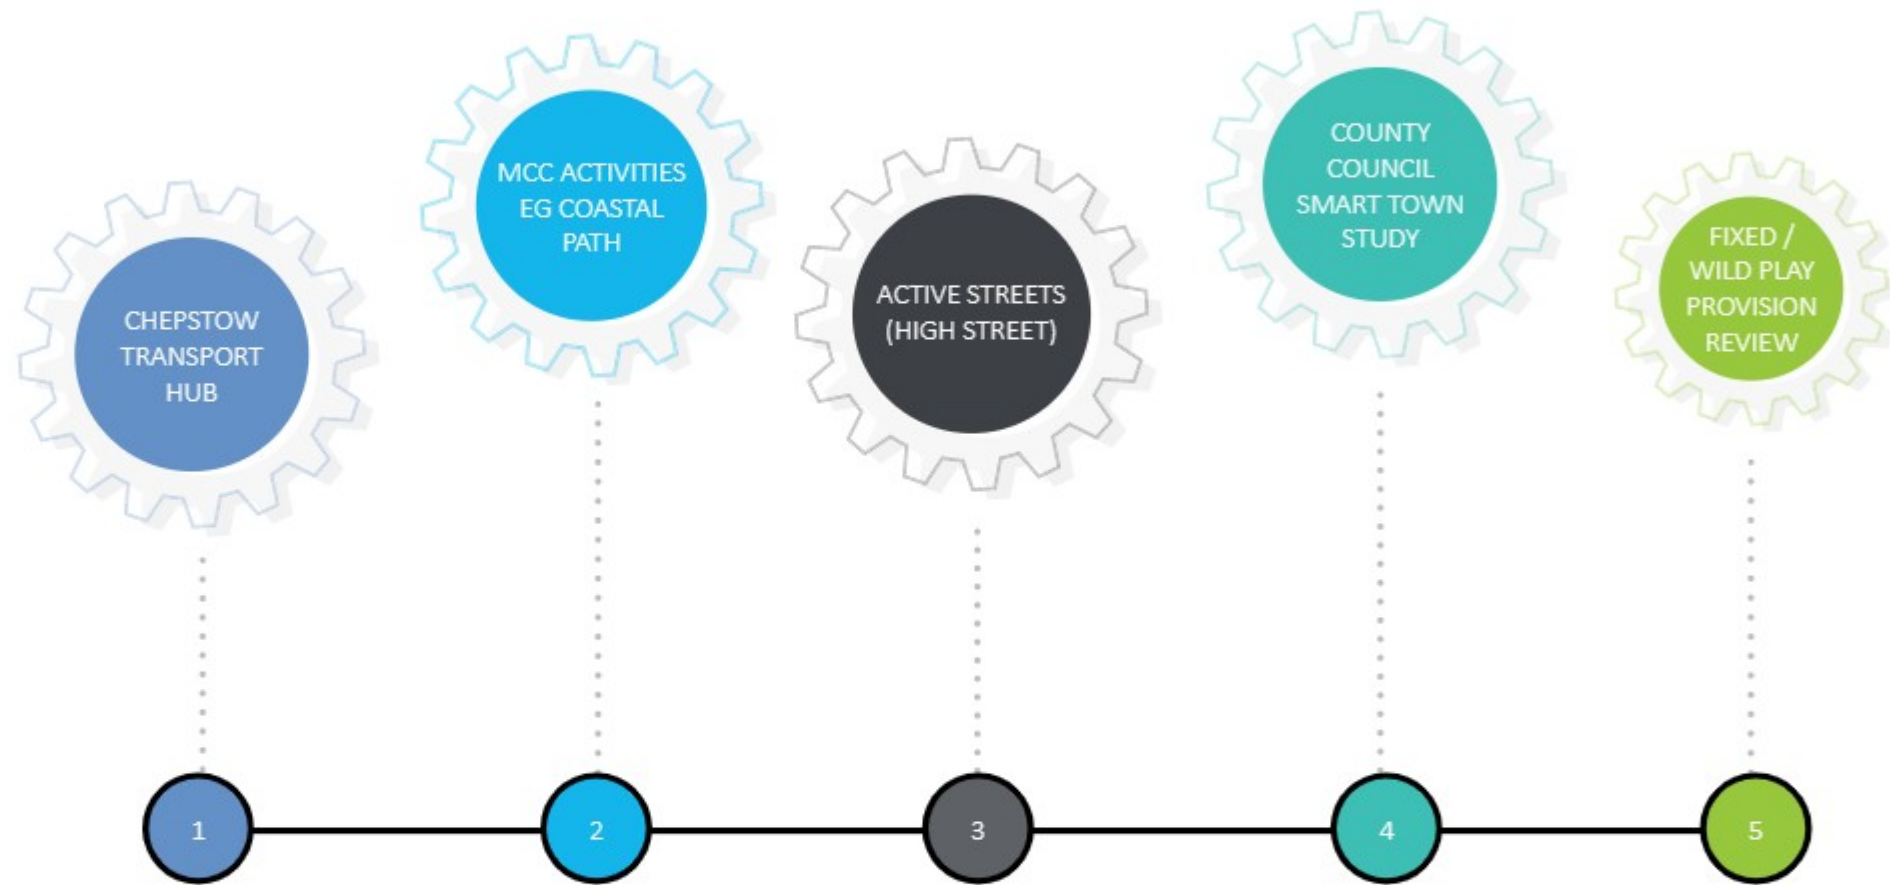 CHEPSTOW
TRANSPORT
HUB
MCC ACTIVITIES
EG COASTAL
PATH
ACTIVE STREETS
(HIGH STREET)
COUNTY
COUNCIL
SMART TOWN
STUDY
FIXED /
WILD PLAY
PROVISION
REVIEW
1
2
3
4
5